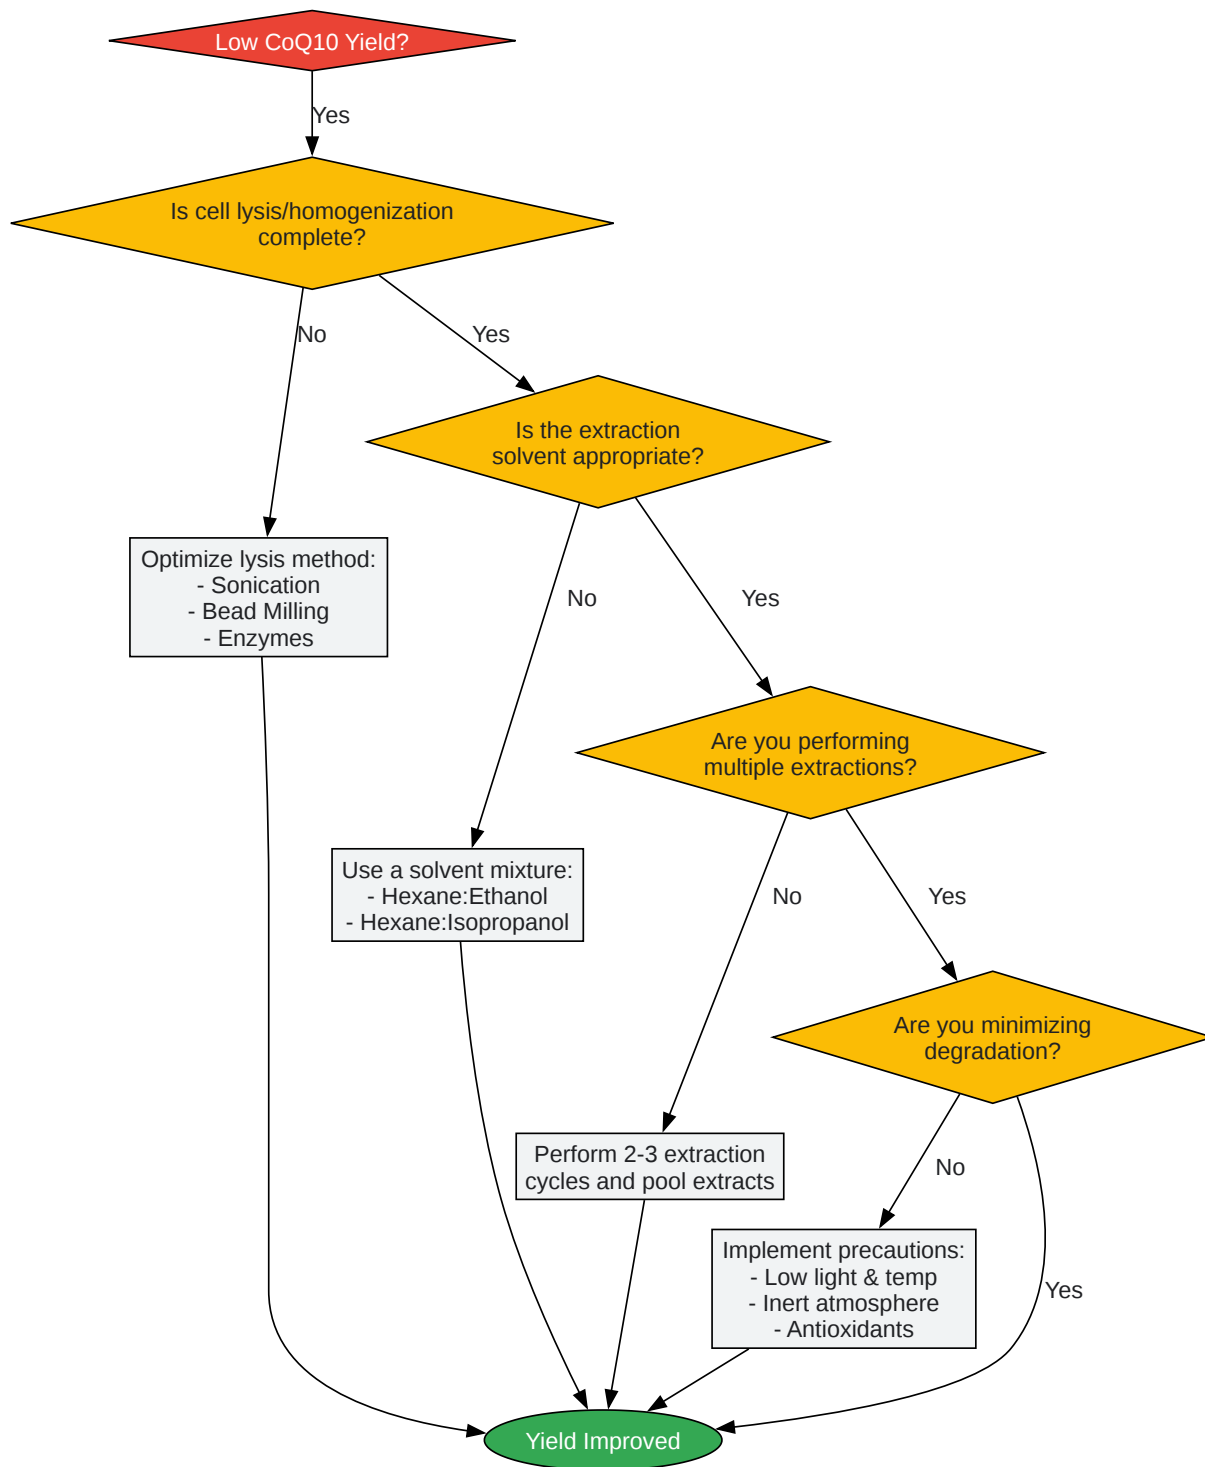 Low CoQ10 Yield?
Yes
Is cell lysis/homogenization
complete?
No
Yes
Is the extraction
solvent appropriate?
Optimize lysis method:
- Sonication
- Bead Milling
- Enzymes
No
Yes
Are you performing
multiple extractions?
Use a solvent mixture:
- Hexane:Ethanol
- Hexane:Isopropanol
No
Yes
Are you minimizing
degradation?
Perform 2-3 extraction
cycles and pool extracts
No
Implement precautions:
- Low light & temp
- Inert atmosphere
- Antioxidants
Yes
Yield Improved